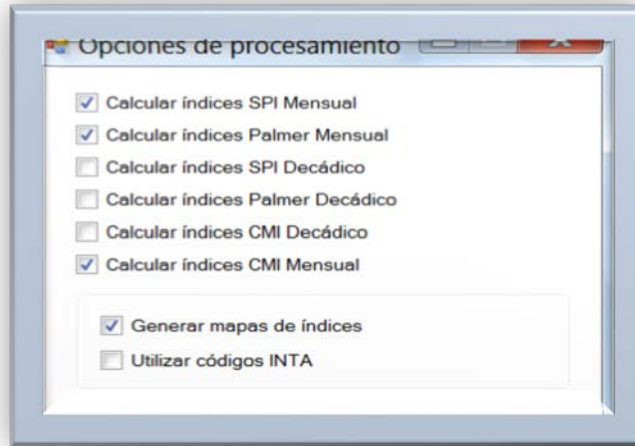 Opciones de procesamiento
Calcular índices SPI Mensual
Calcular índices Palmer Mensual
Calcular índices SPI Decádico
Calcular índices Palmer Decádico
Calcular índices CMI Decádico
Calcular índices CMI Mensual
Generar mapas de índices
Utilizar códigos INTA